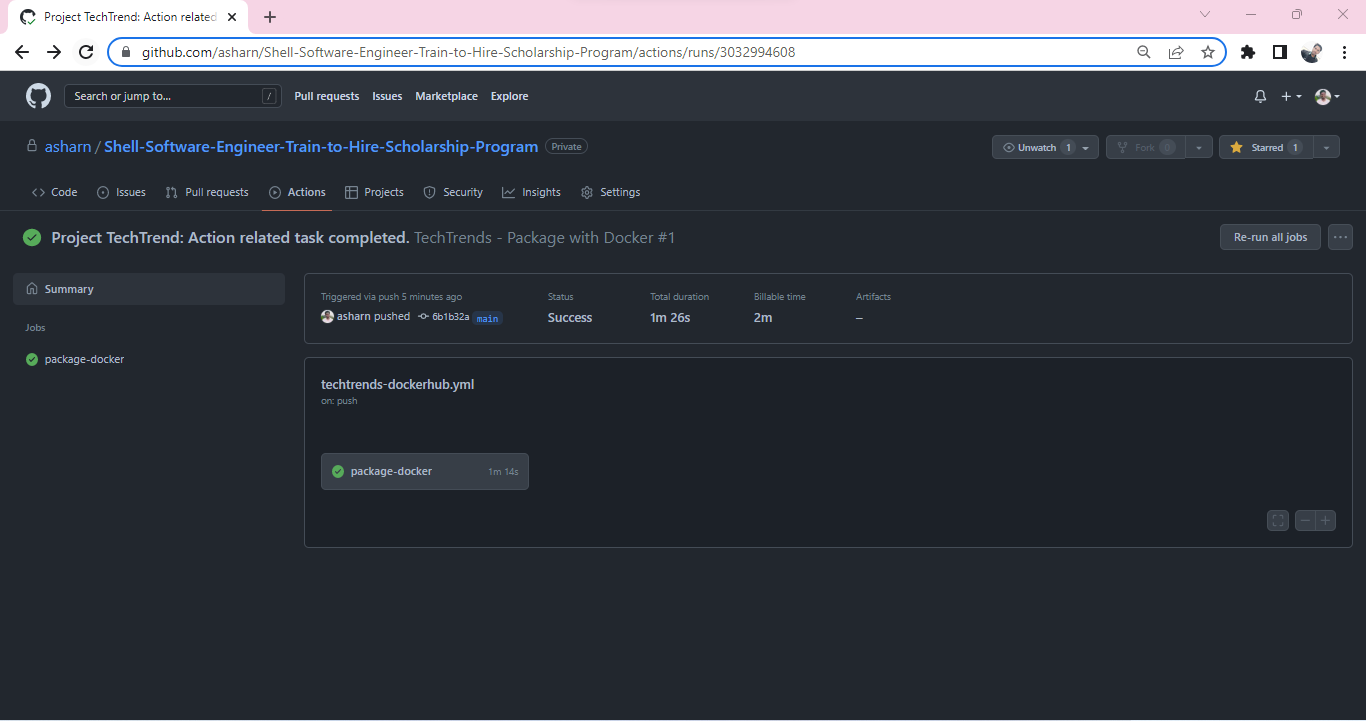 Project TechTrend: Action related
github.com/asharn/Shell-Software-Engineer-Train-to-Hire-Scholarship-Program/actions/runs/3032994608
Search or jump to... / Pull requests Issues Marketplace Explore
asharn / Shell-Software-Engineer-Train-to-Hire-Scholarship-Program Private Unwatch 1 Fork 0 Starred 1
Code Issues Pull requests Actions Projects Security Insights Settings
Project TechTrend: Action related task completed. TechTrends - Package with Docker #1 Re-run all jobs
Summary
Jobs
package-docker
Triggered via push 5 minutes ago Status Total duration Billable time Artifacts
asharn pushed 6b1b32a main Success 1m 26s 2m –
techtrends-dockerhub.yml
on: push
package-docker 1m 14s